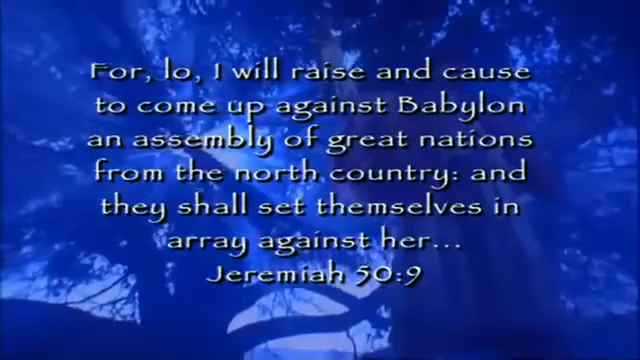 For, lo, I will raise and cause
to come up against Babylon
an assembly of great nations
from the north country: and
they shall set themselves in
array against her...
Jeremiah 50:9